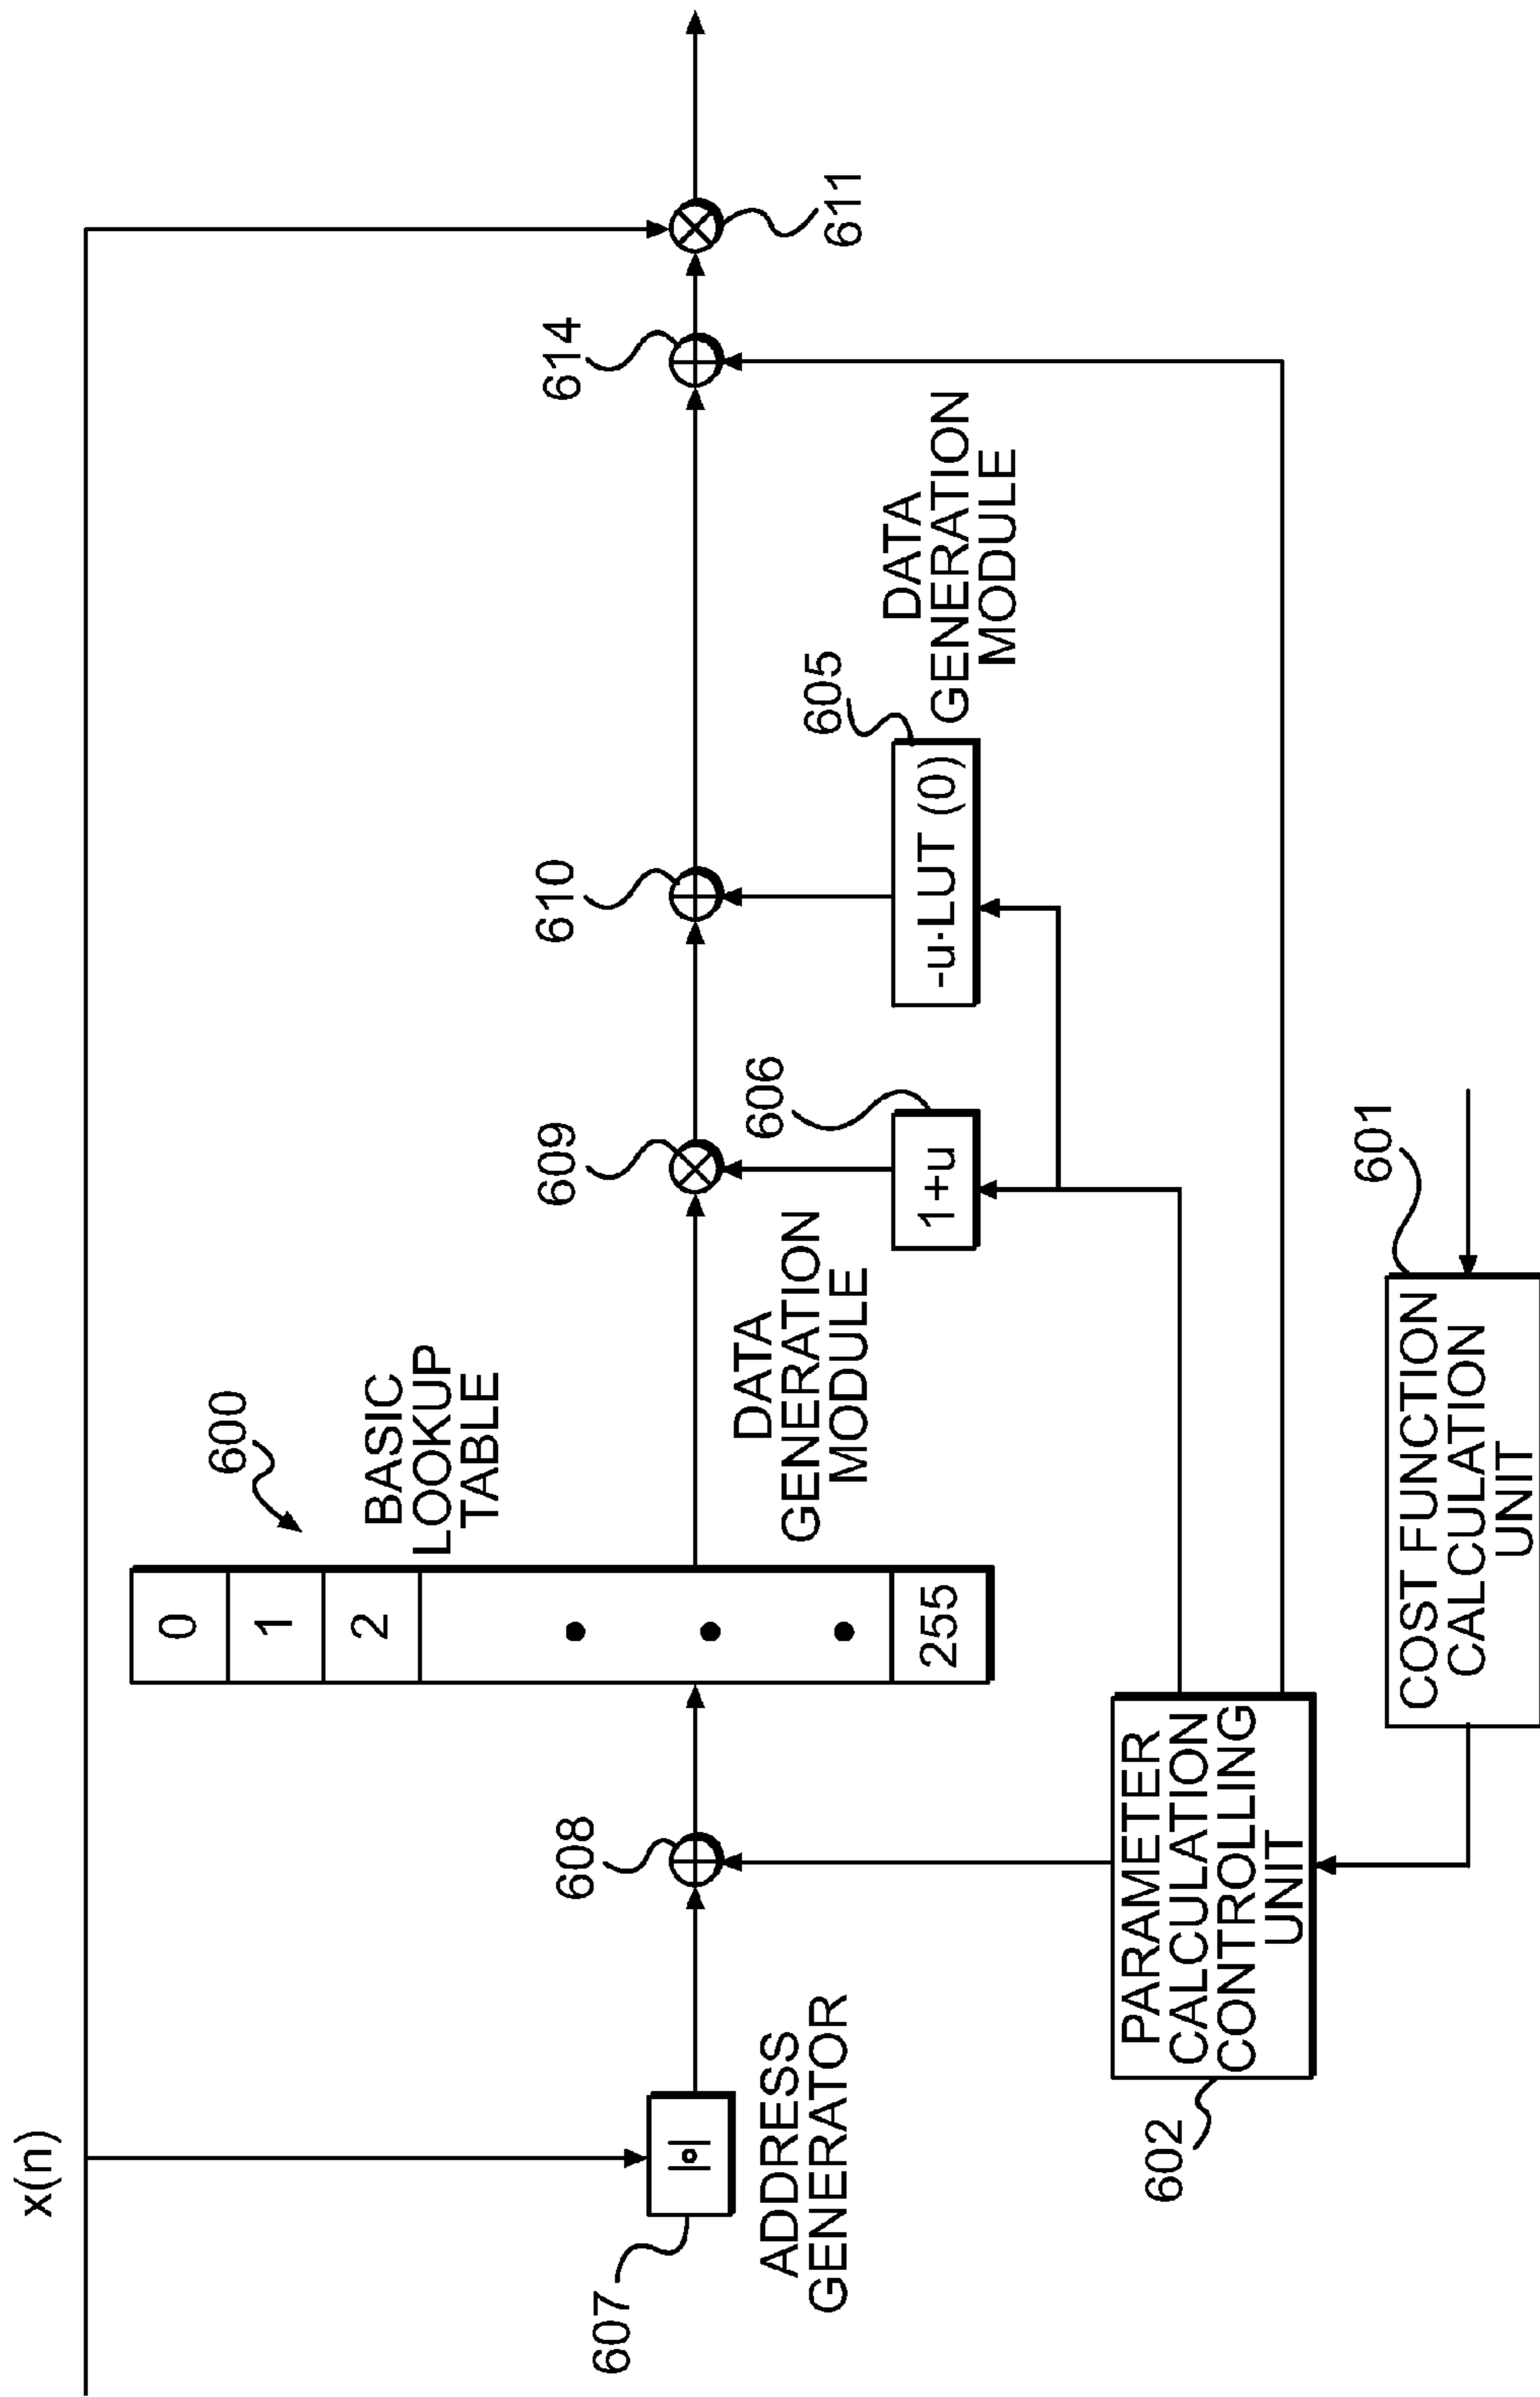 x(n)
607
|∘|
ADDRESS
GENERATOR
608
600
0
1
2
255
BASIC
LOOKUP
TABLE
609
DATA
GENERATION
MODULE
606
1+u
610
605
-u·LUT (0)
DATA
GENERATION
MODULE
614
611
602
PARAMETER
CALCULATION
CONTROLLING
UNIT
601
COST FUNCTION
CALCULATION
UNIT